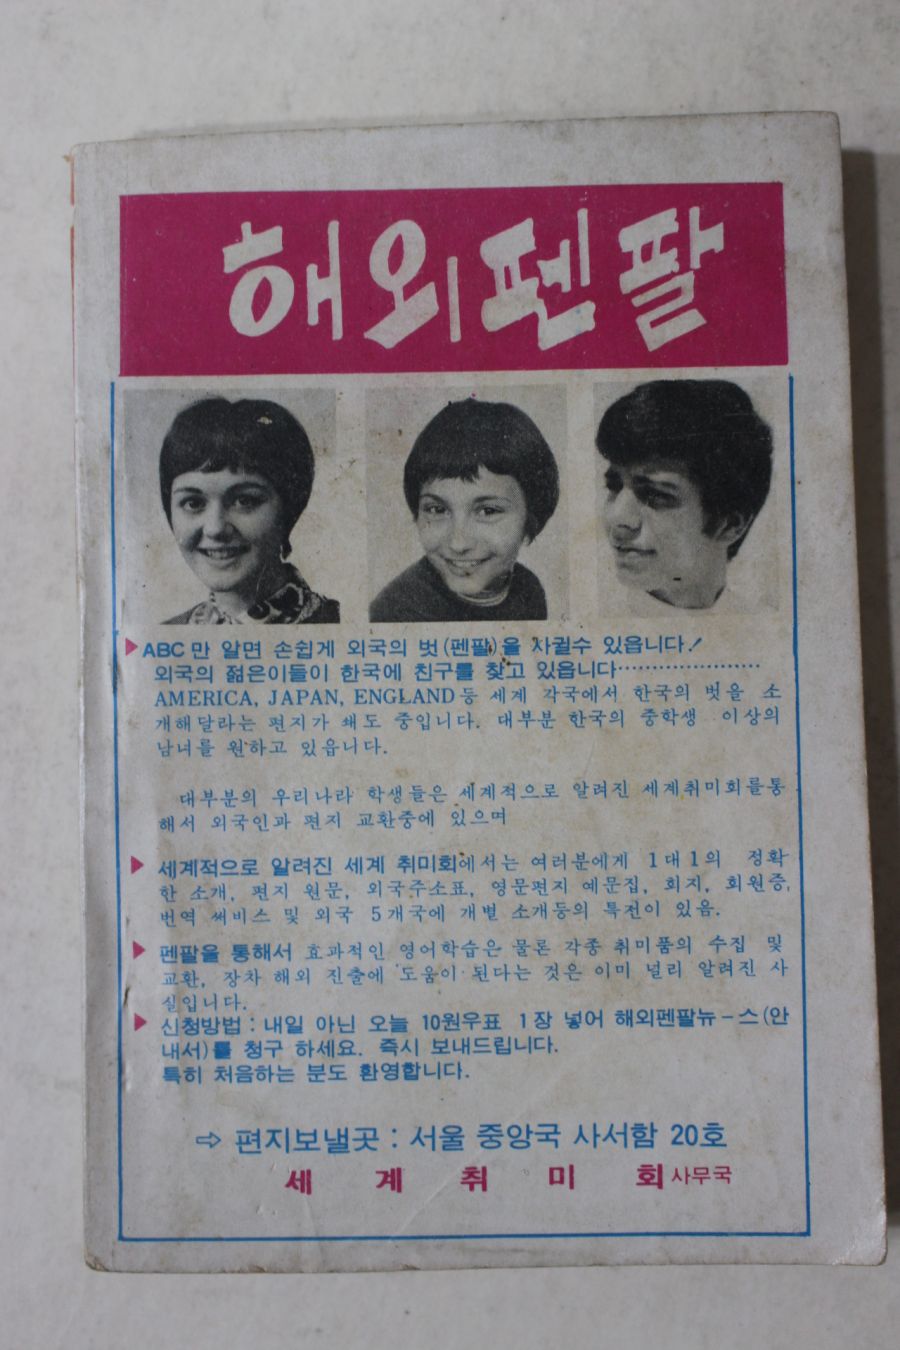 해외펜팔
▶ABC만 알면 손쉽게 외국의 벗(펜팔)을 사귈수 있읍니다!
외국의 젊은이들이 한국에 친구를 찾고 있읍니다…………………
AMERICA, JAPAN, ENGLAND등 세계 각국에서 한국의 벗을 소
개해달라는 편지가 쇄도 중입니다. 대부분 한국의 중학생 이상의
남녀를 원하고 있읍니다.
대부분의 우리나라 학생들은 세계적으로 알려진 세계취미회를통
해서 외국인과 편지 교환중에 있으며
▶세계적으로 알려진 세계 취미회에서는 여러분에게 1대1의 정확
한 소개, 편지 원문, 외국주소표, 영문편지 예문집, 회지, 회원증,
번역 써비스 및 외국 5개국에 개별 소개등의 특전이 있음.
▶펜팔을 통해서 효과적인 영어학습은 물론 각종 취미품의 수집 및
교환, 장차 해외 진출에 도움이 된다는 것은 이미 널리 알려진 사
실입니다.
▶신청방법 : 내일 아닌 오늘 10원우표 1장 넣어 해외펜팔뉴-스(안
내서)를 청구 하세요. 즉시 보내드립니다.
특히 처음하는 분도 환영합니다.
⇨ 편지보낼곳 : 서울 중앙국 사서함 20호
세 계 취 미 회 사무국